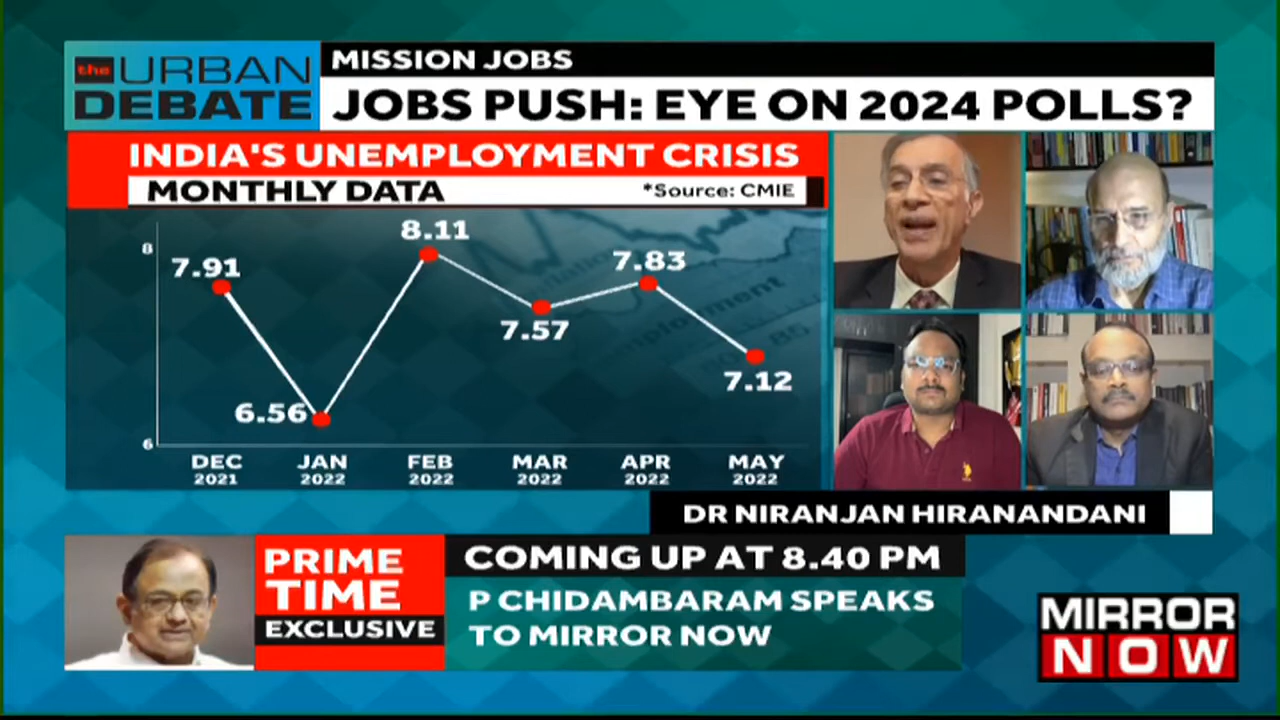 the URBAN
DEBATE
MISSION JOBS
JOBS PUSH: EYE ON 2024 POLLS?
INDIA'S UNEMPLOYMENT CRISIS
MONTHLY DATA
*Source: CMIE
8
6
7.91
6.56
8.11
7.57
7.83
7.12
DEC JAN FEB MAR APR MAY
2021 2022 2022 2022 2022 2022
DR NIRANJAN HIRANANDANI
PRIME
TIME
EXCLUSIVE
COMING UP AT 8.40 PM
P CHIDAMBARAM SPEAKS
TO MIRROR NOW
MIRROR
NOW